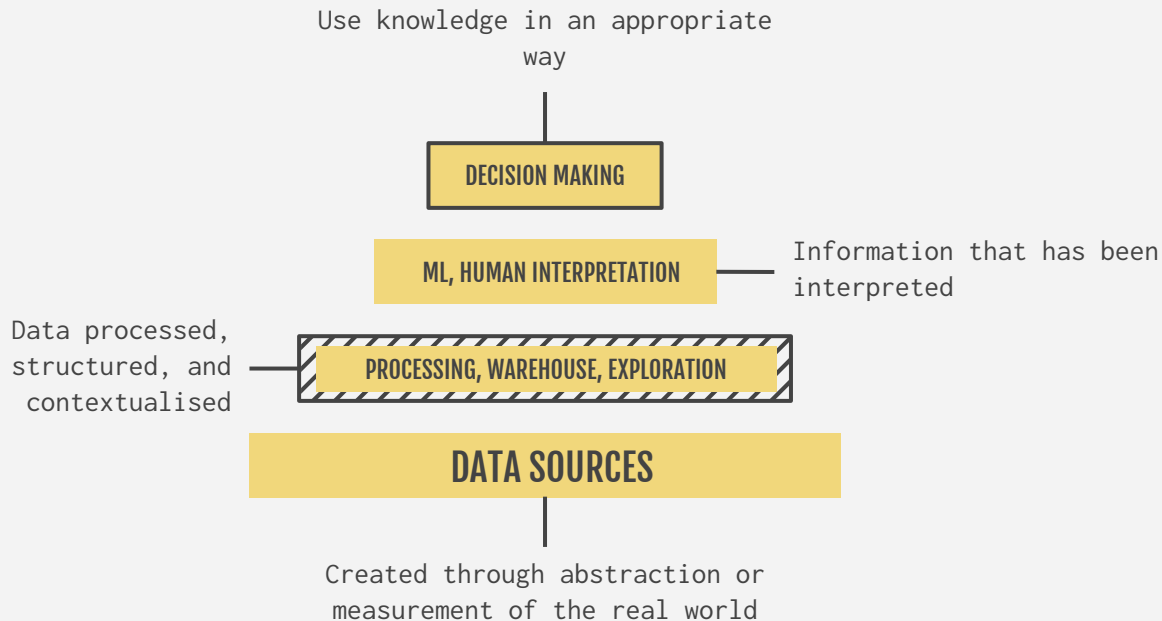 Use knowledge in an appropriate
way
DECISION MAKING
ML, HUMAN INTERPRETATION
Information that has been
interpreted
Data processed,
structured, and
contextualised
PROCESSING, WAREHOUSE, EXPLORATION
DATA SOURCES
Created through abstraction or
measurement of the real world